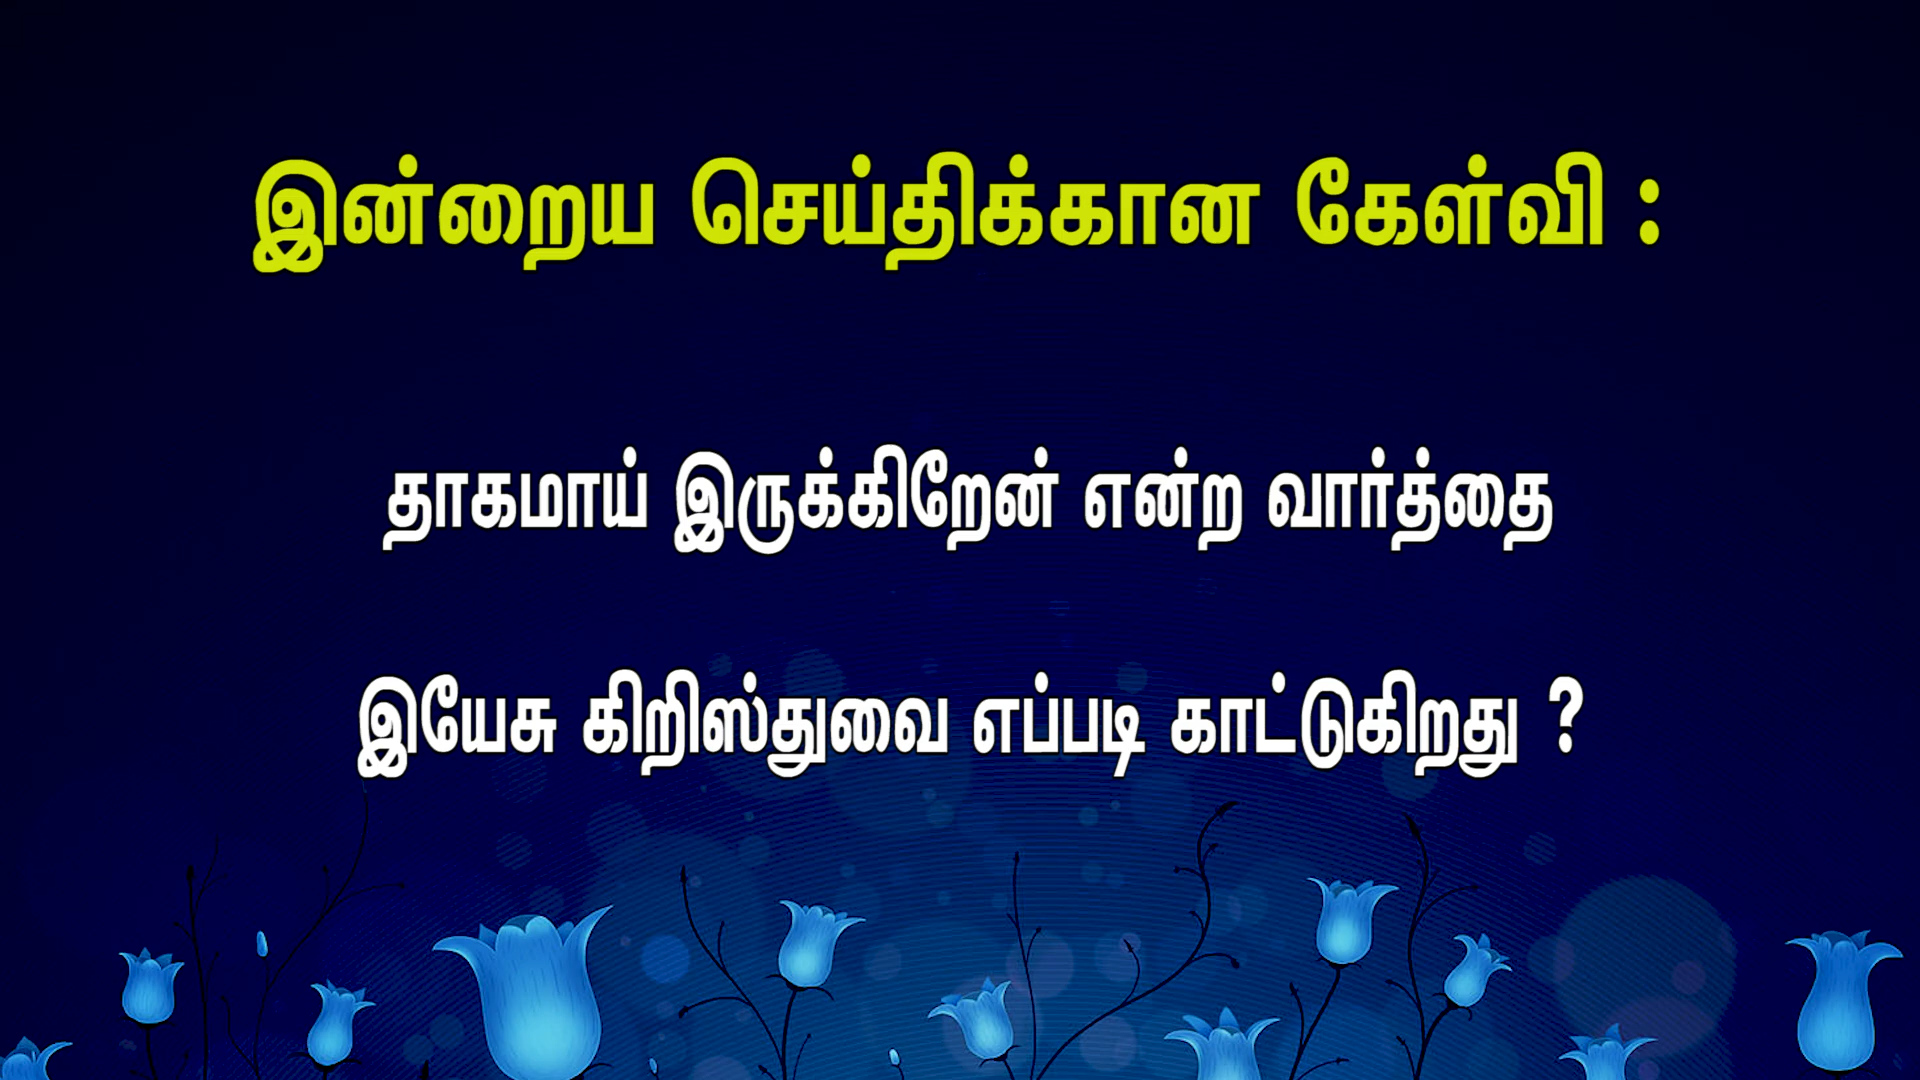 இன்றைய செய்திக்கான கேள்வி :
தாகமாய் இருக்கிறேன் என்ற வார்த்தை
இயேசு கிறிஸ்துவை எப்படி காட்டுகிறது ?